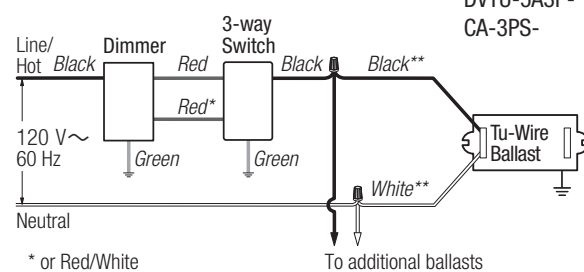 DVTU-5ASF-
CA-3PS-
3-way
Switch
Line/
Hot
Black
Dimmer
Red
Black
Black**
Red*
120 V~
60 Hz
Green
Green
Tu-Wire
Ballast
White**
Neutral
* or Red/White
To additional ballasts